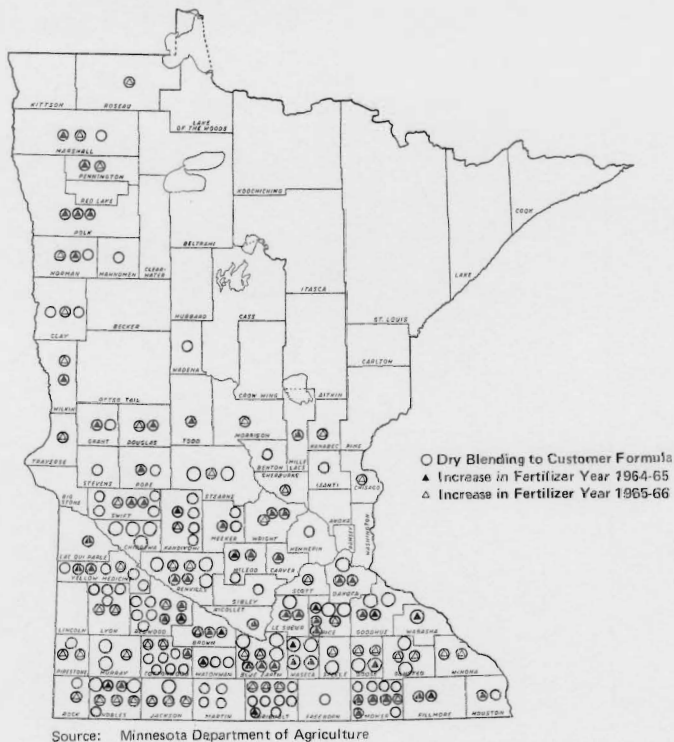 KITTSON
ROSEAU
LAKE OF THE WOODS
MARSHALL
PENNINGTON
RED LAKE
KOOCHICHING
COOK
POLK
BELTRAMI
LAKE
NORMAN
MAHNOMEN
CLEAR-
WATER
ITASCA
ST. LOUIS
HUBBARD
CASS
CLAY
BECKER
CARLTON
WADENA
OTTER TAIL
CROW WING
AITKIN
WILKIN
GRANT
DOUGLAS
TODD
MORRISON
MILLE
LACS
KANABEC
PINE
TRAVERSE
BENTON
STEVENS
POPE
STEARNS
SHERBURNE
ISANTI
CHISAGO
BIG
STONE
SWIFT
ANOKA
WASHINGTON
RAMSEY
MEEKER
WRIGHT
HENNEPIN
CHIPPEWA
KANDIYOHI
LAC QUI PARLE
MCLEOD
CARVER
YELLOW MEDICINE
RENVILLE
SCOTT
DAKOTA
SIBLEY
NICOLLET
LINCOLN
LYON
REDWOOD
LE SUEUR
RICE
GOODHUE
WABASHA
BROWN
PIPESTONE
MURRAY
COTTONWOOD
WATONWAN
BLUE EARTH
WASECA
STEELE
DODGE
OLMSTED
WINONA
ROCK
NOBLES
JACKSON
MARTIN
FARIBAULT
FREEBORN
MOWER
FILLMORE
HOUSTON
○ Dry Blending to Customer Formula
▲ Increase in Fertilizer Year 1964-65
△ Increase in Fertilizer Year 1965-66
Source: Minnesota Department of Agriculture